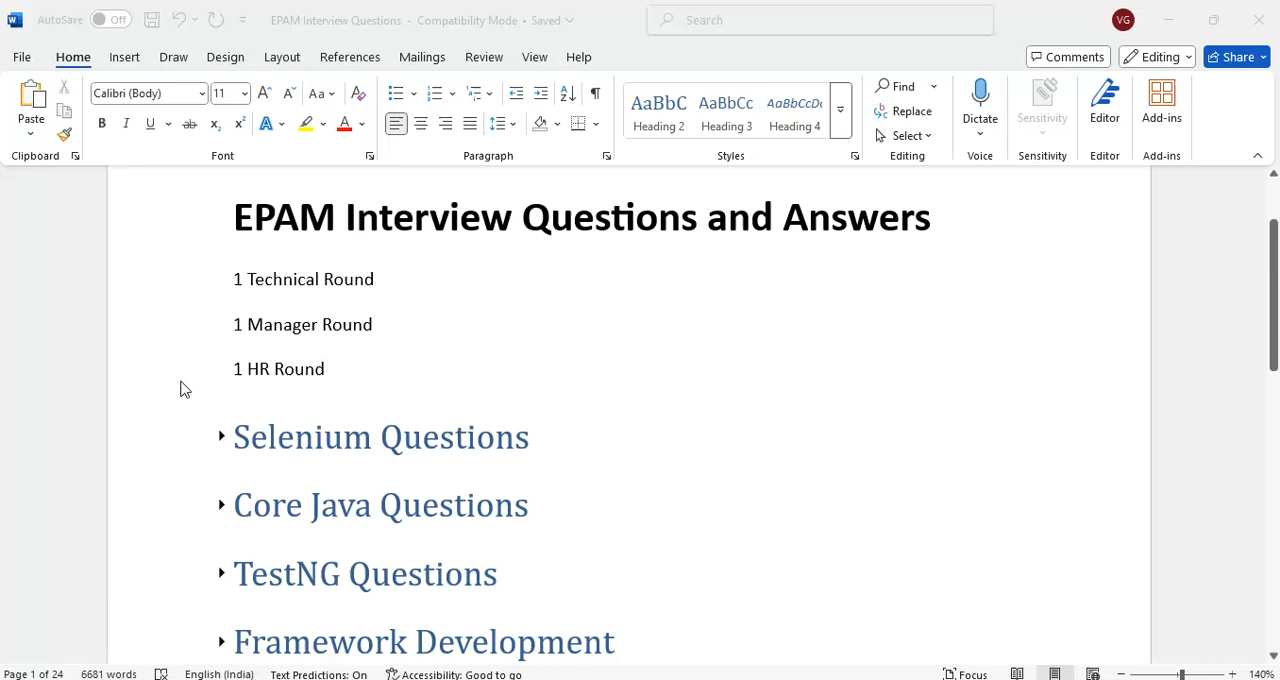 AutoSave Off EPAM Interview Questions - Compatibility Mode • Saved Search VG
File Home Insert Draw Design Layout References Mailings Review View Help Comments Editing Share
Paste Calibri (Body) 11 Aa AaBbC AaBbCc AaBbCcDc Find Replace Select Dictate Sensitivity Editor Add-ins
B I U ab x₂ x² A A Heading 2 Heading 3 Heading 4
Clipboard Font Paragraph Styles Editing Voice Sensitivity Editor Add-ins
EPAM Interview Questions and Answers
1 Technical Round
1 Manager Round
1 HR Round
Selenium Questions
Core Java Questions
TestNG Questions
Framework Development
Page 1 of 24 6681 words English (India) Text Predictions: On Accessibility: Good to go Focus 140%